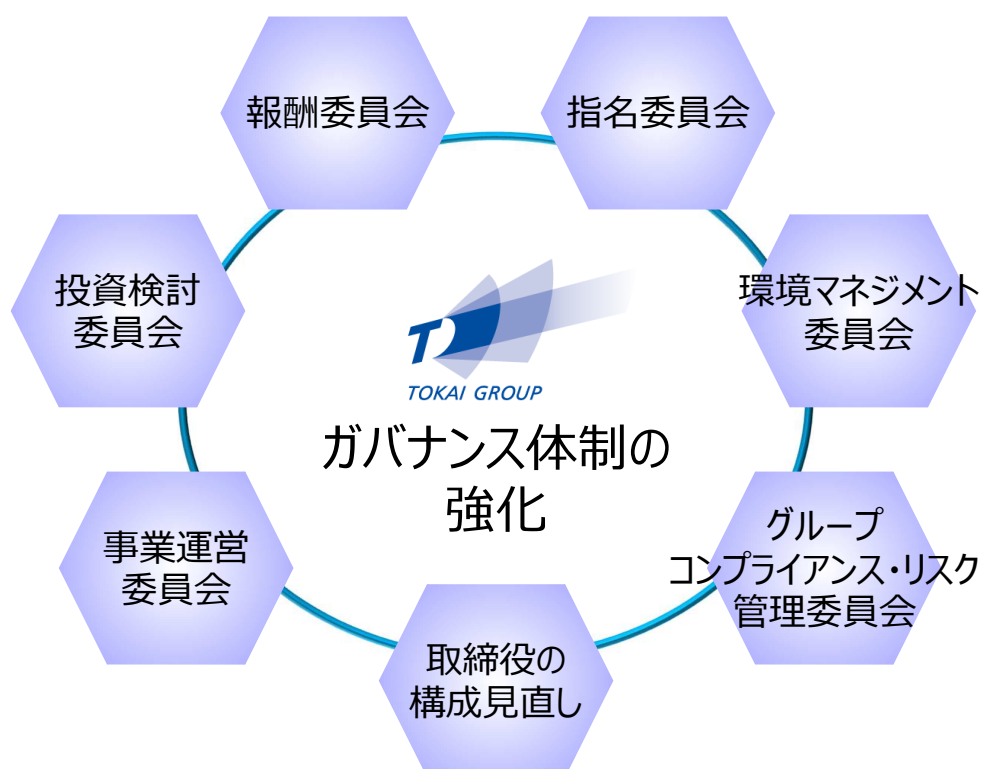 報酬委員会
指名委員会
投資検討
委員会
環境マネジメント
委員会
TOKAI GROUP
ガバナンス体制の
強化
事業運営
委員会
グループ
コンプライアンス・リスク
管理委員会
取締役の
構成見直し